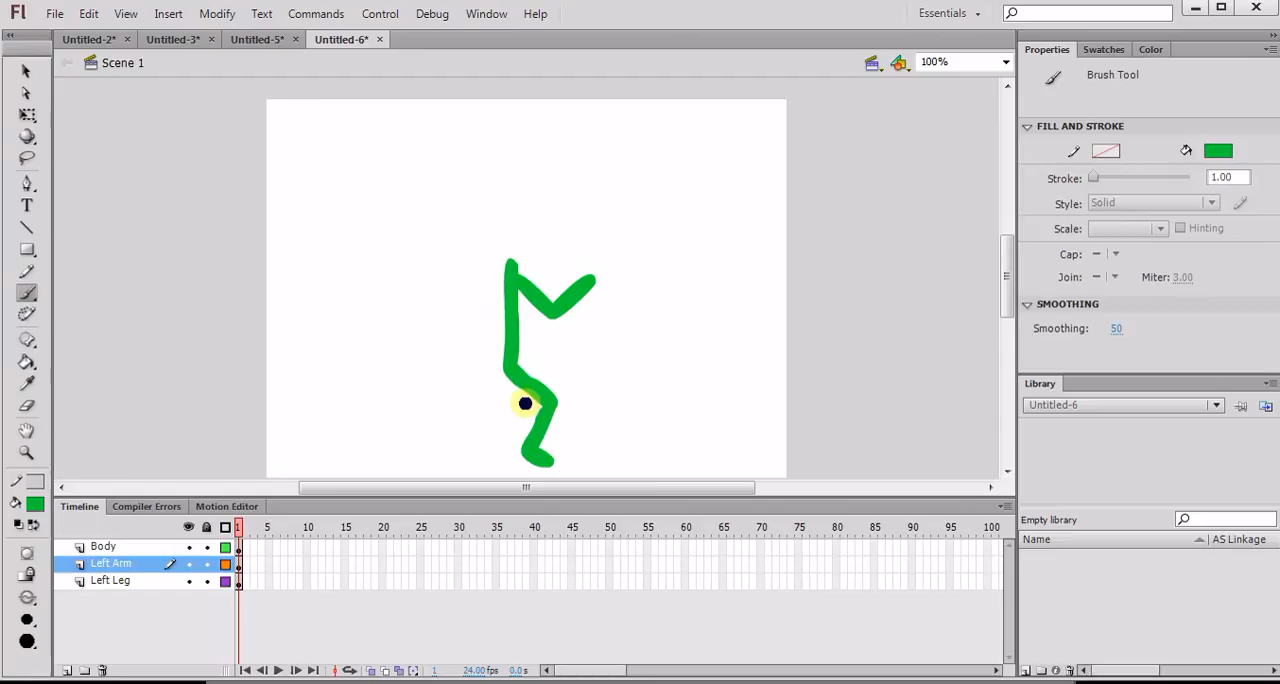 Fl File Edit View Insert Modify Text Commands Control Debug Window Help Essentials
Untitled-2* × Untitled-3* × Untitled-5* × Untitled-6* ×
Scene 1 100%
T
Properties Swatches Color
Brush Tool
FILL AND STROKE
Stroke: 1.00
Style: Solid
Scale: Hinting
Cap:
Join: Miter: 3.00
SMOOTHING
Smoothing: 50
Library
Untitled-6
Empty library
Name AS Linkage
Timeline Compiler Errors Motion Editor
1 5 10 15 20 25 30 35 40 45 50 55 60 65 70 75 80 85 90 95 100
Body
Left Arm
Left Leg
1 24.00 fps 0.0 s